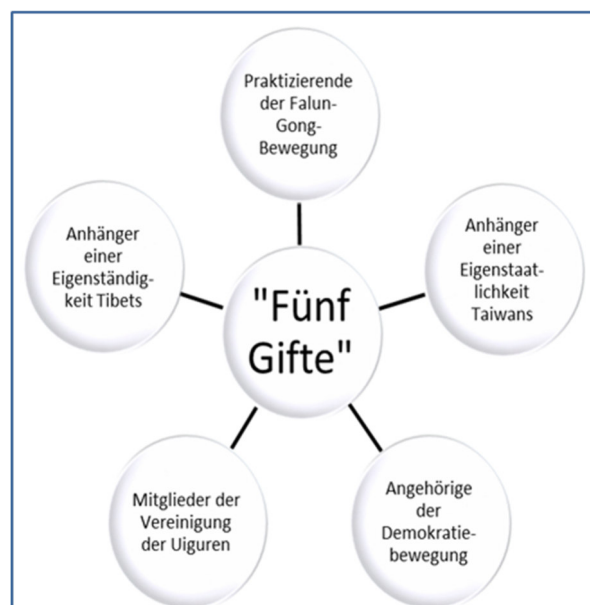 Praktizierende
der Falun-
Gong-
Bewegung
Anhänger
einer
Eigenständig-
keit Tibets
Anhänger
einer
Eigenstaat-
lichkeit
Taiwans
"Fünf
Gifte"
Mitglieder der
Vereinigung
der Uiguren
Angehörige
der
Demokratie-
bewegung